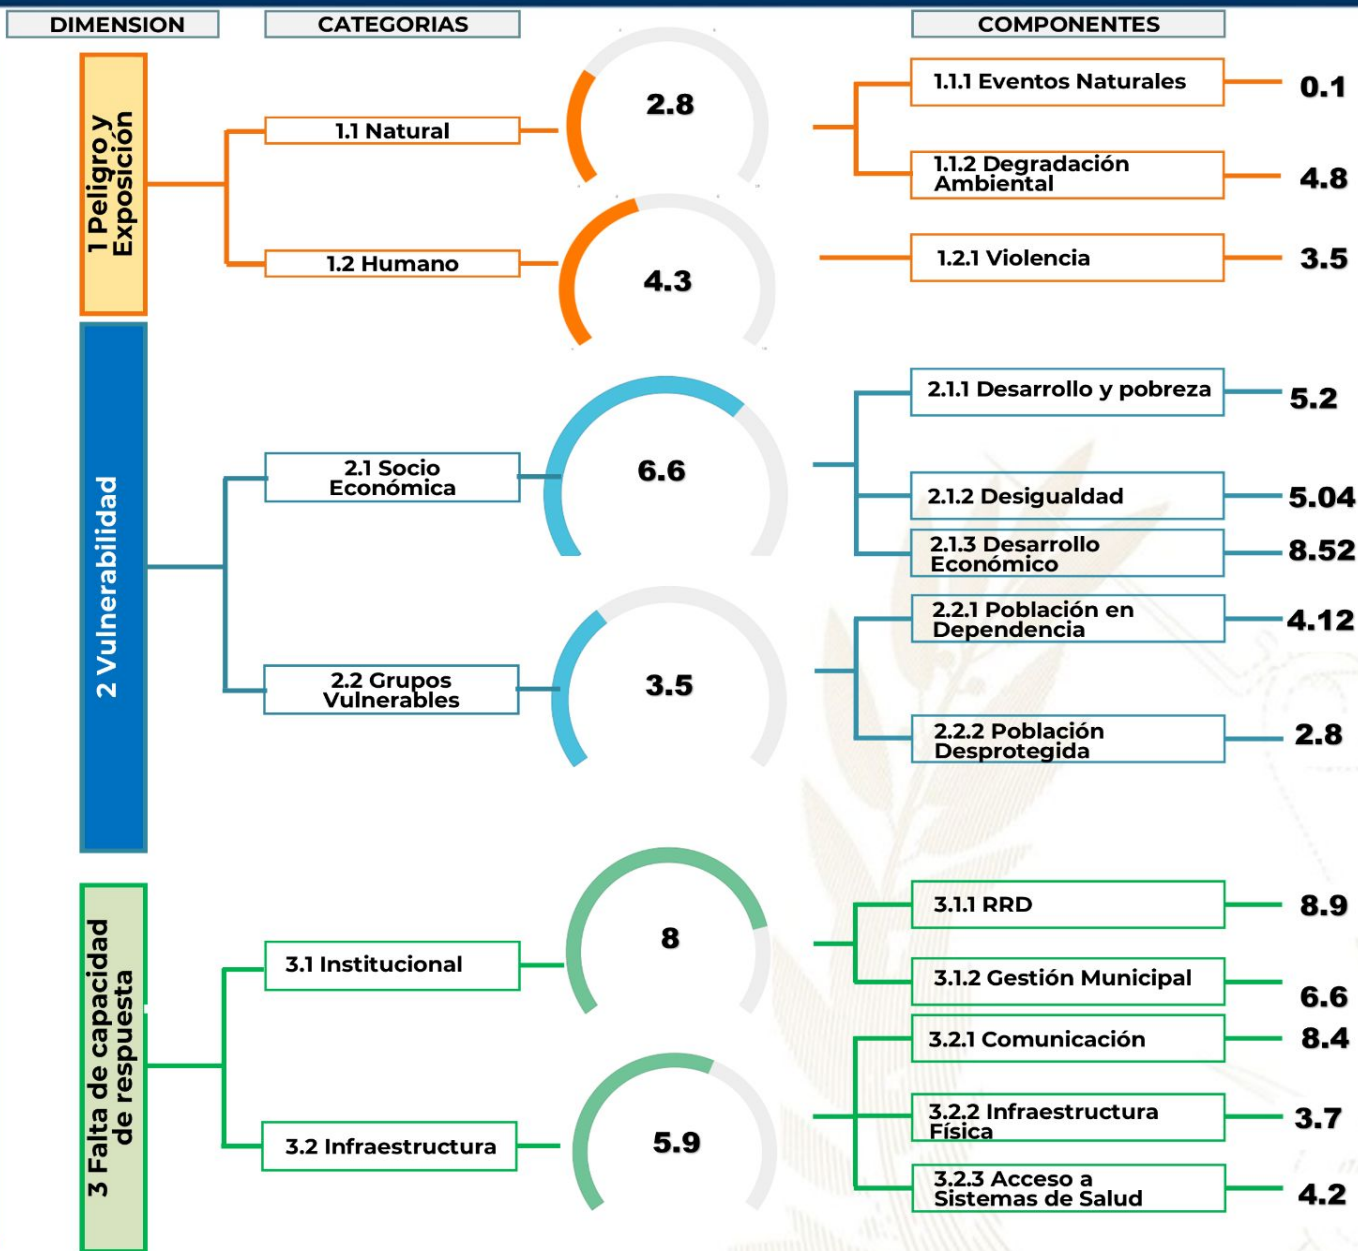 DIMENSION
CATEGORIAS
COMPONENTES
1 Peligro y
Exposición
1.1 Natural
2.8
1.1.1 Eventos Naturales
0.1
1.1.2 Degradación
Ambiental
4.8
1.2 Humano
4.3
1.2.1 Violencia
3.5
2 Vulnerabilidad
2.1 Socio
Económica
6.6
2.1.1 Desarrollo y pobreza
5.2
2.1.2 Desigualdad
5.04
2.1.3 Desarrollo
Económico
8.52
2.2 Grupos
Vulnerables
3.5
2.2.1 Población en
Dependencia
4.12
2.2.2 Población
Desprotegida
2.8
3 Falta de capacidad
de respuesta
3.1 Institucional
8
3.1.1 RRD
8.9
3.1.2 Gestión Municipal
6.6
3.2 Infraestructura
5.9
3.2.1 Comunicación
8.4
3.2.2 Infraestructura
Física
3.7
3.2.3 Acceso a
Sistemas de Salud
4.2